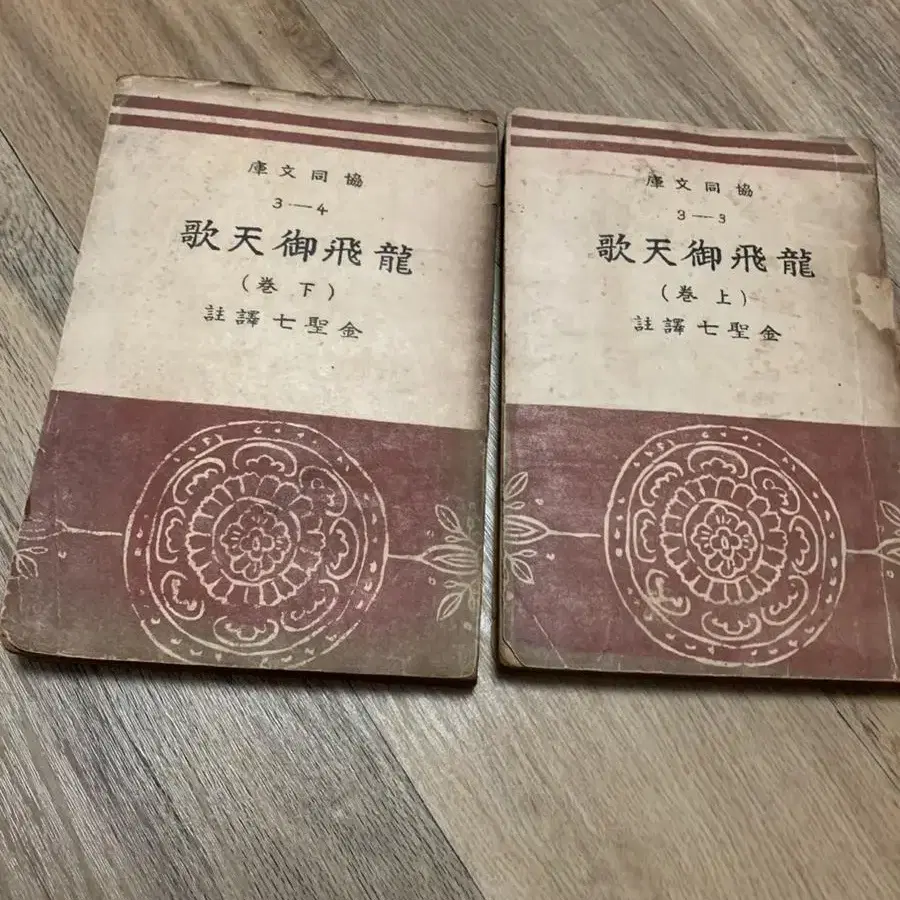 協同文庫
3—3
龍飛御天歌
(上卷)
金聖七譯註
協同文庫
3—4
龍飛御天歌
(下卷)
金聖七譯註